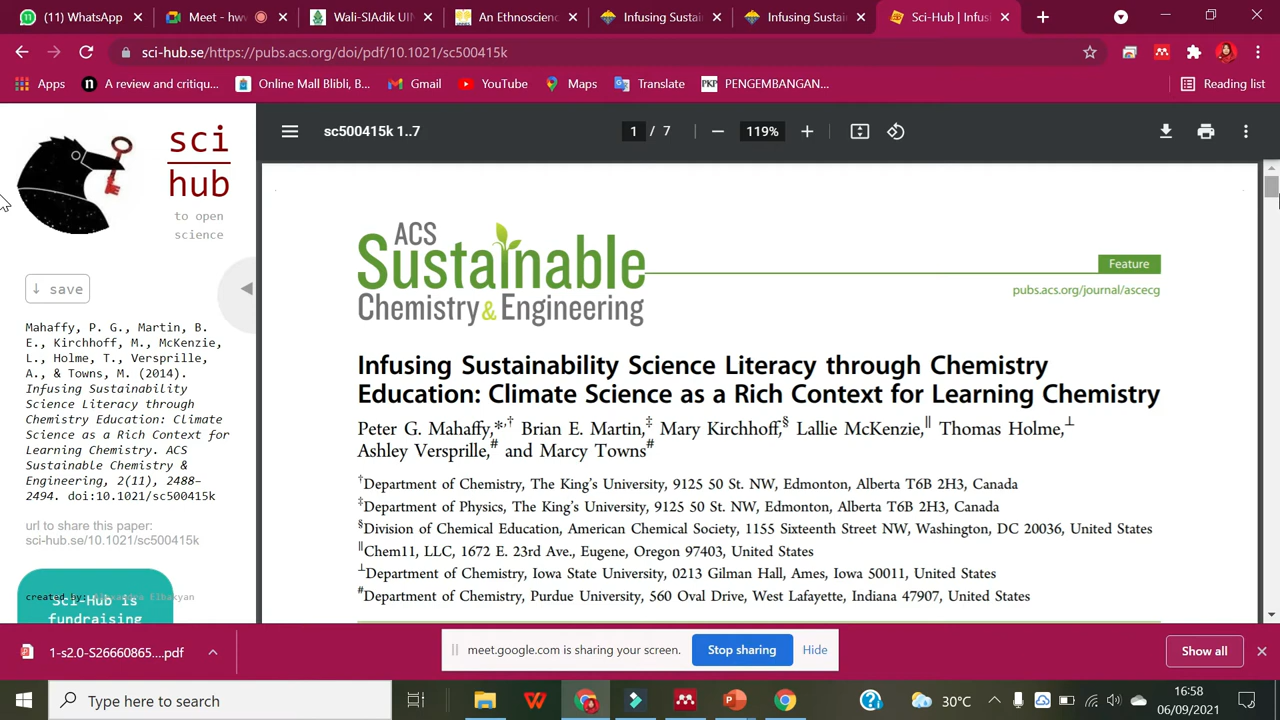 (11) WhatsApp
Meet - hwv
Wali-SIAdik UIN
An Ethnoscienc
Infusing Sustai
Infusing Sustai
Sci-Hub | Infusi
sci-hub.se/https://pubs.acs.org/doi/pdf/10.1021/sc500415k
Apps
A review and critiqu...
Online Mall Blibli, B...
Gmail
YouTube
Maps
Translate
PKP
PENGEMBANGAN...
Reading list
sci
hub
to open
science
↓ save
Mahaffy, P. G., Martin, B.
E., Kirchhoff, M., McKenzie,
L., Holme, T., Versprille,
A., & Towns, M. (2014).
Infusing Sustainability
Science Literacy through
Chemistry Education: Climate
Science as a Rich Context for
Learning Chemistry. ACS
Sustainable Chemistry &
Engineering, 2(11), 2488–
2494. doi:10.1021/sc500415k
url to share this paper:
sci-hub.se/10.1021/sc500415k
Sci-Hub is
fundraising
sc500415k 1..7
1 / 7
119%
ACS
Sustainable
Chemistry & Engineering
Feature
pubs.acs.org/journal/ascecg
Infusing Sustainability Science Literacy through Chemistry
Education: Climate Science as a Rich Context for Learning Chemistry
Peter G. Mahaffy,*,† Brian E. Martin,‡ Mary Kirchhoff,§ Lallie McKenzie,∥ Thomas Holme,⊥
Ashley Versprille,# and Marcy Towns#
†Department of Chemistry, The King's University, 9125 50 St. NW, Edmonton, Alberta T6B 2H3, Canada
‡Department of Physics, The King's University, 9125 50 St. NW, Edmonton, Alberta T6B 2H3, Canada
§Division of Chemical Education, American Chemical Society, 1155 Sixteenth Street NW, Washington, DC 20036, United States
∥Chem11, LLC, 1672 E. 23rd Ave., Eugene, Oregon 97403, United States
⊥Department of Chemistry, Iowa State University, 0213 Gilman Hall, Ames, Iowa 50011, United States
#Department of Chemistry, Purdue University, 560 Oval Drive, West Lafayette, Indiana 47907, United States
1-s2.0-S26660865....pdf
meet.google.com is sharing your screen.
Stop sharing
Hide
Show all
Type here to search
30°C
16:58
06/09/2021